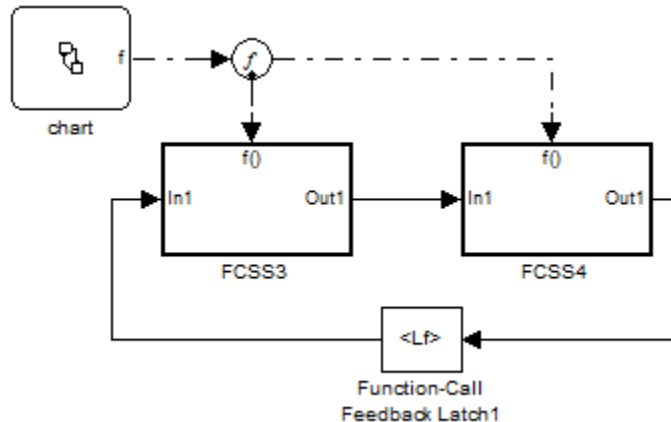 f
f
chart
f()
f()
In1
Out1
In1
Out1
FCSS3
FCSS4
<Lf>
Function-Call
Feedback Latch1